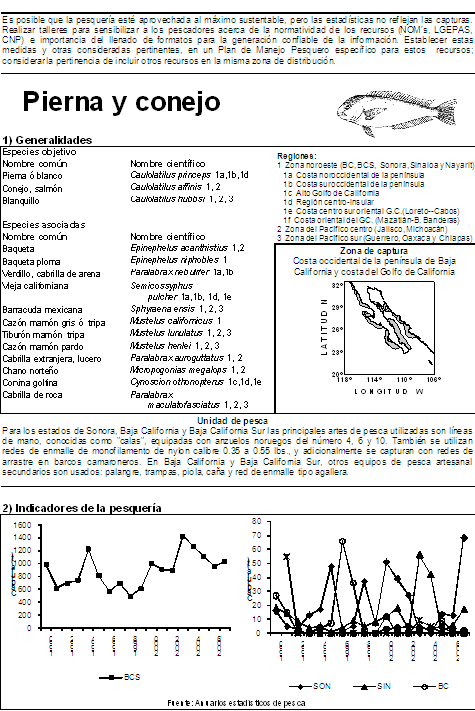 Es posible que la pesquería esté aprovechada al máximo sustentable, pero las estadísticas no reflejan las capturas.
Realizar talleres para sensibilizar a los pescadores acerca de la normatividad de los recursos (NOM's, LGEPAS,
CNP) e importancia del llenado de formatos para la generación confiable de la información. Establecer estas
medidas y otras consideradas pertinentes, en un Plan de Manejo Pesquero específico para estos recursos;
considerarla pertinencia de incluir otros recursos en la misma zona de distribución.
Pierna y conejo
1) Generalidades
Especies objetivo
Nombre común Nombre científico
Pierna ó blanco Caulolatilus princeps 1a,1b,1d
Conejo, salmón Caulolatilus affinis 1, 2
Blanquillo Caulolatilus hubbsi 1, 2, 3
Especies asociadas
Nombre común Nombre científico
Baqueta Epinephelus acanthistius 1,2
Baqueta ploma Epinephelus niphobles 1
Verdillo, cabrilla de arena Paralabrax nebulifer 1a,1b
Vieja californiana Semicossyphus
pulcher 1a,1b, 1d, 1e
Barracuda mexicana Sphyraena ensis 1, 2, 3
Cazón mamón gris ó tripa Mustelus californicus 1
Tiburón mamón tripa Mustelus lunulatus 1, 2, 3
Cazón mamón pardo Mustelus henlei 1, 2, 3
Cabrilla extranjera, lucero Paralabrax auroguttatus 1, 2
Chano norteño Micropogonias megalops 1, 2
Corvina golfina Cynoscion othonopterus 1c,1d,1e
Cabrilla de roca Paralabrax
maculatofasciatus 1, 2, 3
Regiones:
1 Zona noroeste (BC, BCS, Sonora, Sinaloa y Nayarit)
1a Costa noroccidental de la península
1b Costa suroccidental de la península
1c Alto Golfo de California
1d Región centro-insular
1e Costa centro suroriental G.C.(Loreto--Cabos)
1f Costa oriental del G.C. (Mazatlán-B. Banderas)
2 Zona del Pacífico centro (Jalisco, Michoacán)
3 Zona del Pacífico sur (Guerrero, Oaxaca y Chiapas)
Zona de captura
Costa occidental de la península de Baja
California y costa del Golfo de California
LATITUD N
32°
29°
26°
23°
20°
118° 114° 110° 106°
LONGITUD W
Unidad de pesca
Para los estados de Sonora, Baja California y Baja California Sur las principales artes de pesca utilizadas son líneas
de mano, conocidas como "calas", equipadas con anzuelos noruegos del número 4, 6 y 10. También se utilizan
redes de enmalle de monofilamento de nylon calibre 0.35 a 0.55 lbs., y adicionalmente se capturan con redes de
arrastre en barcos camaroneros. En Baja California y Baja California Sur, otros equipos de pesca artesanal
secundarios son usados: palangre, trampas, piola, caña y red de enmalle tipo agallera.
2) Indicadores de la pesquería
1600
1400
1200
1000
800
600
400
200
0
BCS
80
70
60
50
40
30
20
10
0
SON SIN BC
Fuente: Anuarios estadísticos de pesca